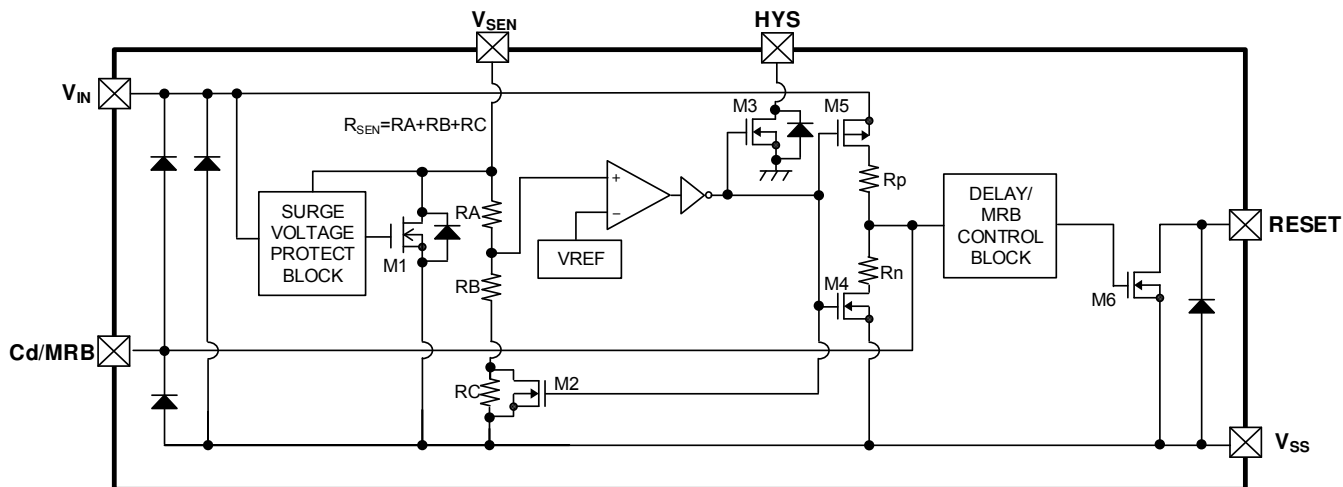 VSEN
HYS
VIN
RSEN=RA+RB+RC
M3
M5
Rp
SURGE
VOLTAGE
PROTECT
BLOCK
M1
RA
+
−
VREF
DELAY/
MRB
CONTROL
BLOCK
RESET
RB
Rn
M4
M6
Cd/MRB
RC
M2
VSS